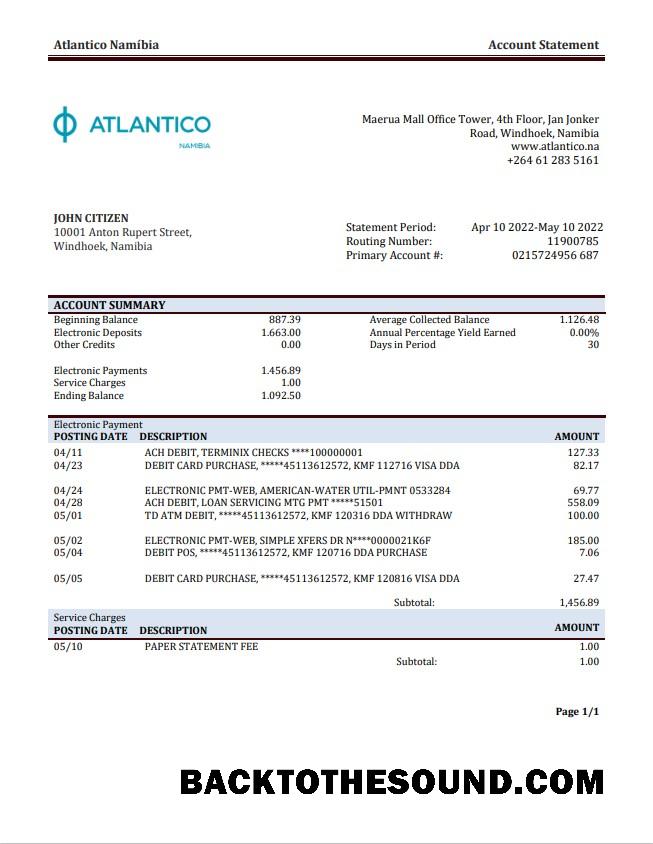 Atlantico Namíbia Account Statement
ATLANTICO
NAMIBIA
Maerua Mall Office Tower, 4th Floor, Jan Jonker
Road, Windhoek, Namibia
www.atlantico.na
+264 61 283 5161
JOHN CITIZEN
10001 Anton Rupert Street,
Windhoek, Namibia
Statement Period: Apr 10 2022-May 10 2022
Routing Number: 11900785
Primary Account #: 0215724956 687
ACCOUNT SUMMARY
Beginning Balance 887.39 Average Collected Balance 1.126.48
Electronic Deposits 1.663.00 Annual Percentage Yield Earned 0.00%
Other Credits 0.00 Days in Period 30
Electronic Payments 1.456.89
Service Charges 1.00
Ending Balance 1.092.50
Electronic Payment
POSTING DATE DESCRIPTION AMOUNT
04/11 ACH DEBIT, TERMINIX CHECKS ****100000001 127.33
04/23 DEBIT CARD PURCHASE, *****45113612572, KMF 112716 VISA DDA 82.17
04/24 ELECTRONIC PMT-WEB, AMERICAN-WATER UTIL-PMNT 0533284 69.77
04/28 ACH DEBIT, LOAN SERVICING MTG PMT *****51501 558.09
05/01 TD ATM DEBIT, *****45113612572, KMF 120316 DDA WITHDRAW 100.00
05/02 ELECTRONIC PMT-WEB, SIMPLE XFERS DR N****0000021K6F 185.00
05/04 DEBIT POS, *****45113612572, KMF 120716 DDA PURCHASE 7.06
05/05 DEBIT CARD PURCHASE, *****45113612572, KMF 120816 VISA DDA 27.47
Subtotal: 1,456.89
Service Charges
POSTING DATE DESCRIPTION AMOUNT
05/10 PAPER STATEMENT FEE 1.00
Subtotal: 1.00
Page 1/1
BACKTOTHESOUND.COM